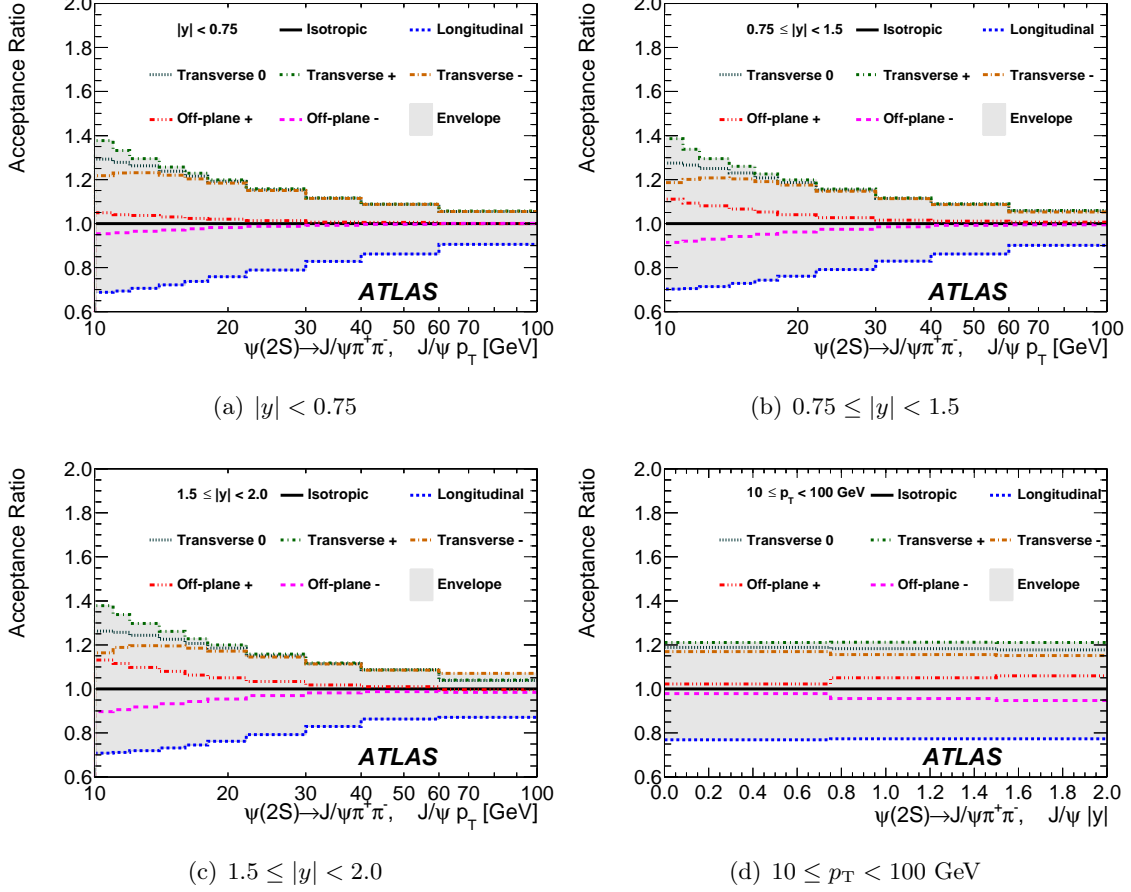 Acceptance Ratio
2.0
1.8
1.6
1.4
1.2
1.0
0.8
0.6
|y| < 0.75
Isotropic
Longitudinal
Transverse 0
Transverse +
Transverse -
Off-plane +
Off-plane -
Envelope
ATLAS
10 20 30 40 50 60 70 100
ψ(2S)→J/ψπ⁺π⁻, J/ψ p_T [GeV]
(a) |y| < 0.75
Acceptance Ratio
2.0
1.8
1.6
1.4
1.2
1.0
0.8
0.6
0.75 ≤ |y| < 1.5
Isotropic
Longitudinal
Transverse 0
Transverse +
Transverse -
Off-plane +
Off-plane -
Envelope
ATLAS
10 20 30 40 50 60 70 100
ψ(2S)→J/ψπ⁺π⁻, J/ψ p_T [GeV]
(b) 0.75 ≤ |y| < 1.5
Acceptance Ratio
2.0
1.8
1.6
1.4
1.2
1.0
0.8
0.6
1.5 ≤ |y| < 2.0
Isotropic
Longitudinal
Transverse 0
Transverse +
Transverse -
Off-plane +
Off-plane -
Envelope
ATLAS
10 20 30 40 50 60 70 100
ψ(2S)→J/ψπ⁺π⁻, J/ψ p_T [GeV]
(c) 1.5 ≤ |y| < 2.0
Acceptance Ratio
2.0
1.8
1.6
1.4
1.2
1.0
0.8
0.6
10 ≤ p_T < 100 GeV
Isotropic
Longitudinal
Transverse 0
Transverse +
Transverse -
Off-plane +
Off-plane -
Envelope
ATLAS
0.0 0.2 0.4 0.6 0.8 1.0 1.2 1.4 1.6 1.8 2.0
ψ(2S)→J/ψπ⁺π⁻, J/ψ |y|
(d) 10 ≤ p_T < 100 GeV